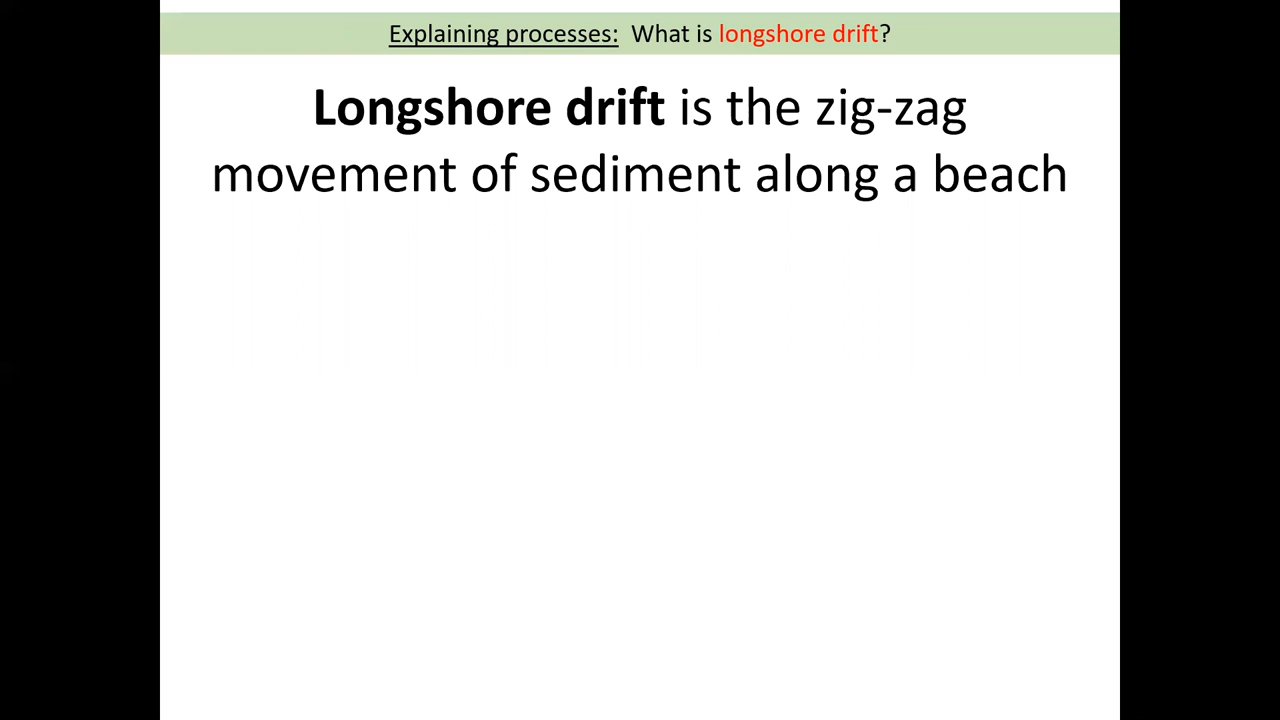 Explaining processes: What is longshore drift?
Longshore drift is the zig-zag
movement of sediment along a beach